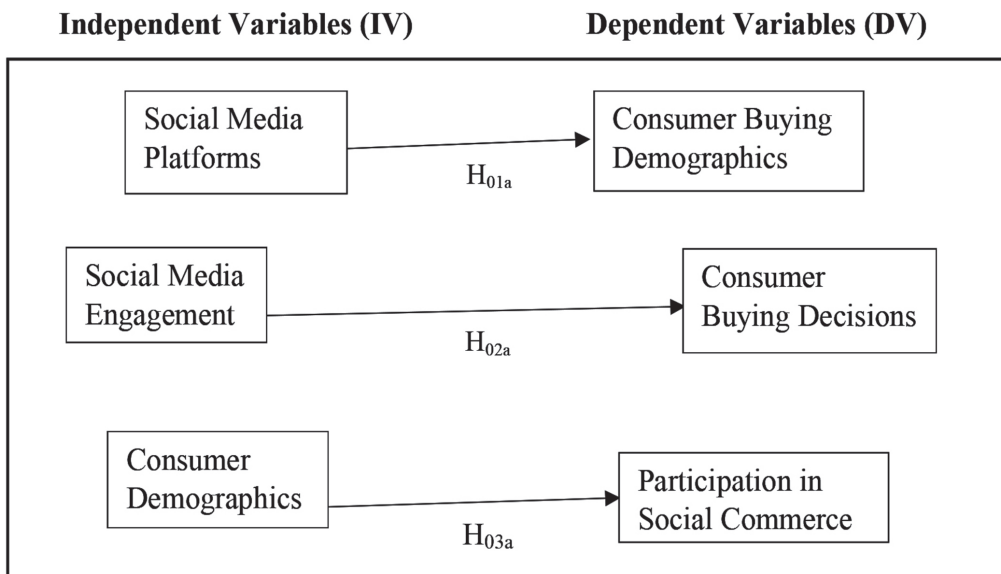 Independent Variables (IV)
Dependent Variables (DV)
Social Media
Platforms
H01a
Consumer Buying
Demographics
Social Media
Engagement
H02a
Consumer
Buying Decisions
Consumer
Demographics
H03a
Participation in
Social Commerce